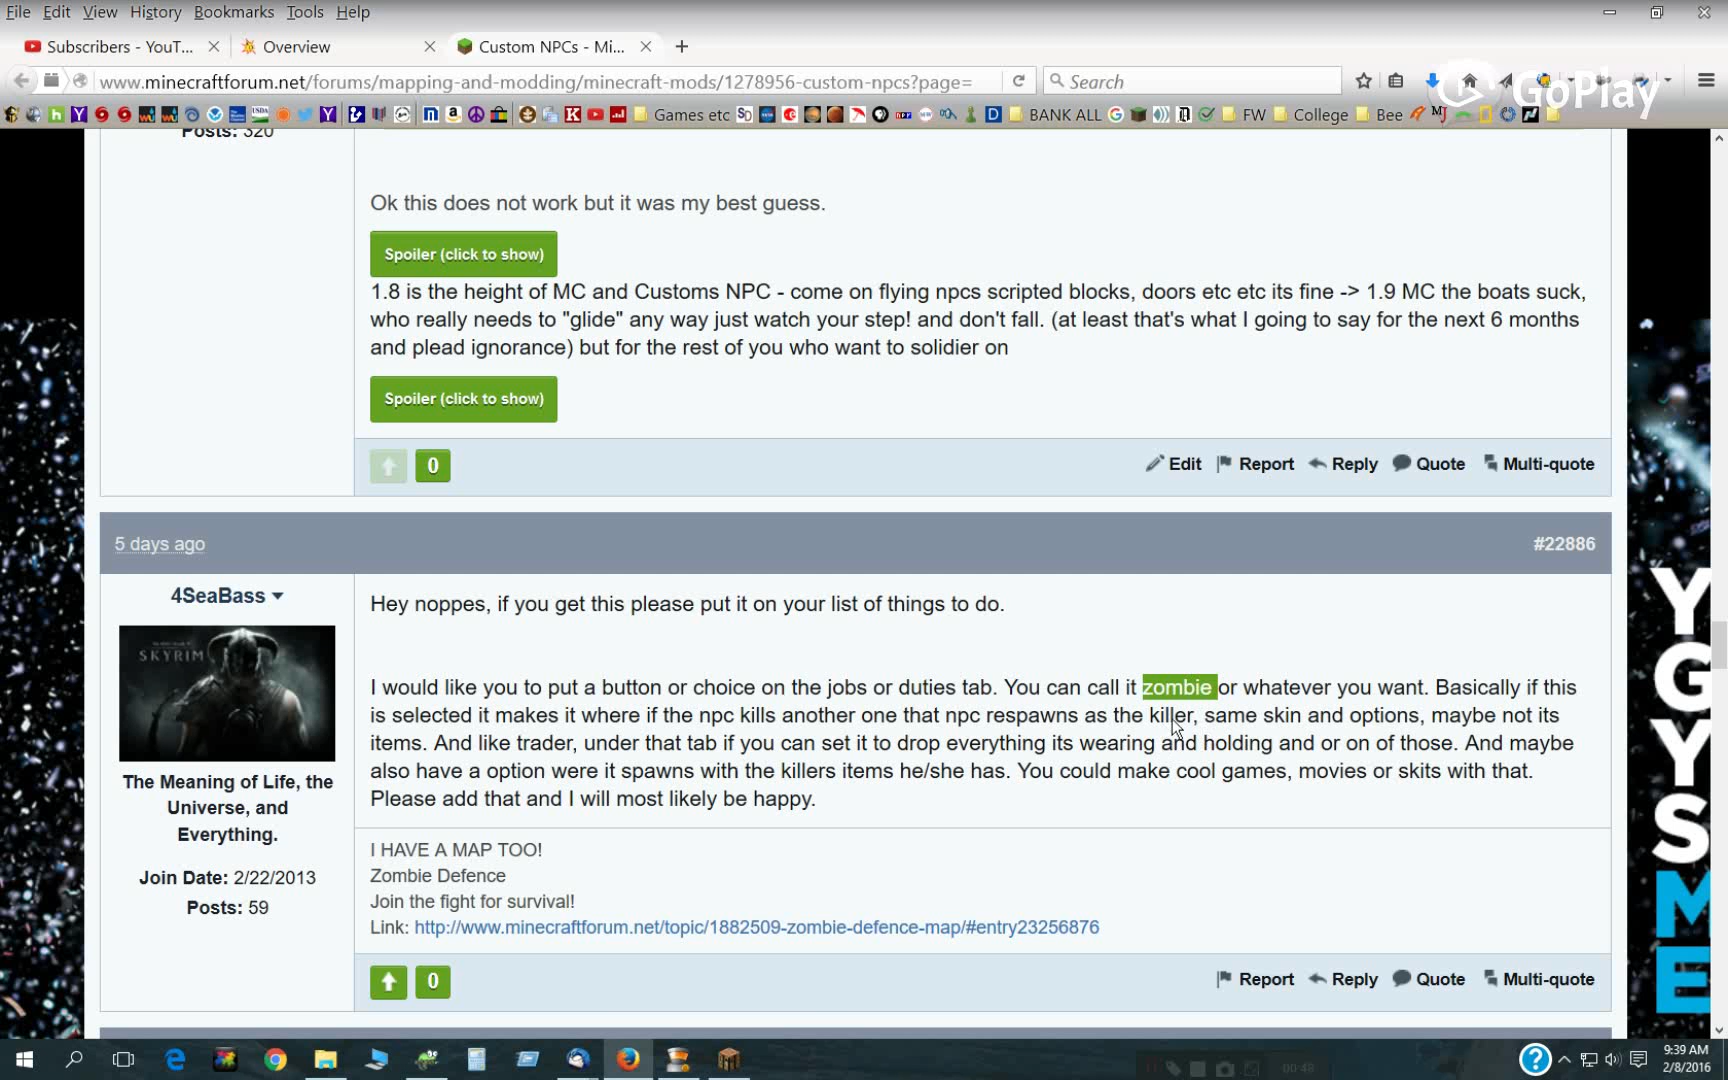 File Edit View History Bookmarks Tools Help
Subscribers - YouT...
Overview
Custom NPCs - Mi...
www.minecraftforum.net/forums/mapping-and-modding/minecraft-mods/1278956-custom-npcs?page=
Search
GoPlay
Games etc
BANK ALL
FW
College
Bee
Posts: 320
Ok this does not work but it was my best guess.
Spoiler (click to show)
1.8 is the height of MC and Customs NPC - come on flying npcs scripted blocks, doors etc etc its fine -> 1.9 MC the boats suck,
who really needs to "glide" any way just watch your step! and don't fall. (at least that's what I going to say for the next 6 months
and plead ignorance) but for the rest of you who want to solidier on
Spoiler (click to show)
0
Edit Report Reply Quote Multi-quote
5 days ago
#22886
4SeaBass
SKYRIM
The Meaning of Life, the
Universe, and
Everything.
Join Date: 2/22/2013
Posts: 59
Hey noppes, if you get this please put it on your list of things to do.
I would like you to put a button or choice on the jobs or duties tab. You can call it zombie or whatever you want. Basically if this
is selected it makes it where if the npc kills another one that npc respawns as the killer, same skin and options, maybe not its
items. And like trader, under that tab if you can set it to drop everything its wearing and holding and or on of those. And maybe
also have a option were it spawns with the killers items he/she has. You could make cool games, movies or skits with that.
Please add that and I will most likely be happy.
I HAVE A MAP TOO!
Zombie Defence
Join the fight for survival!
Link: http://www.minecraftforum.net/topic/1882509-zombie-defence-map/#entry23256876
0
Report Reply Quote Multi-quote
YGYSME
00:48
9:39 AM
2/8/2016